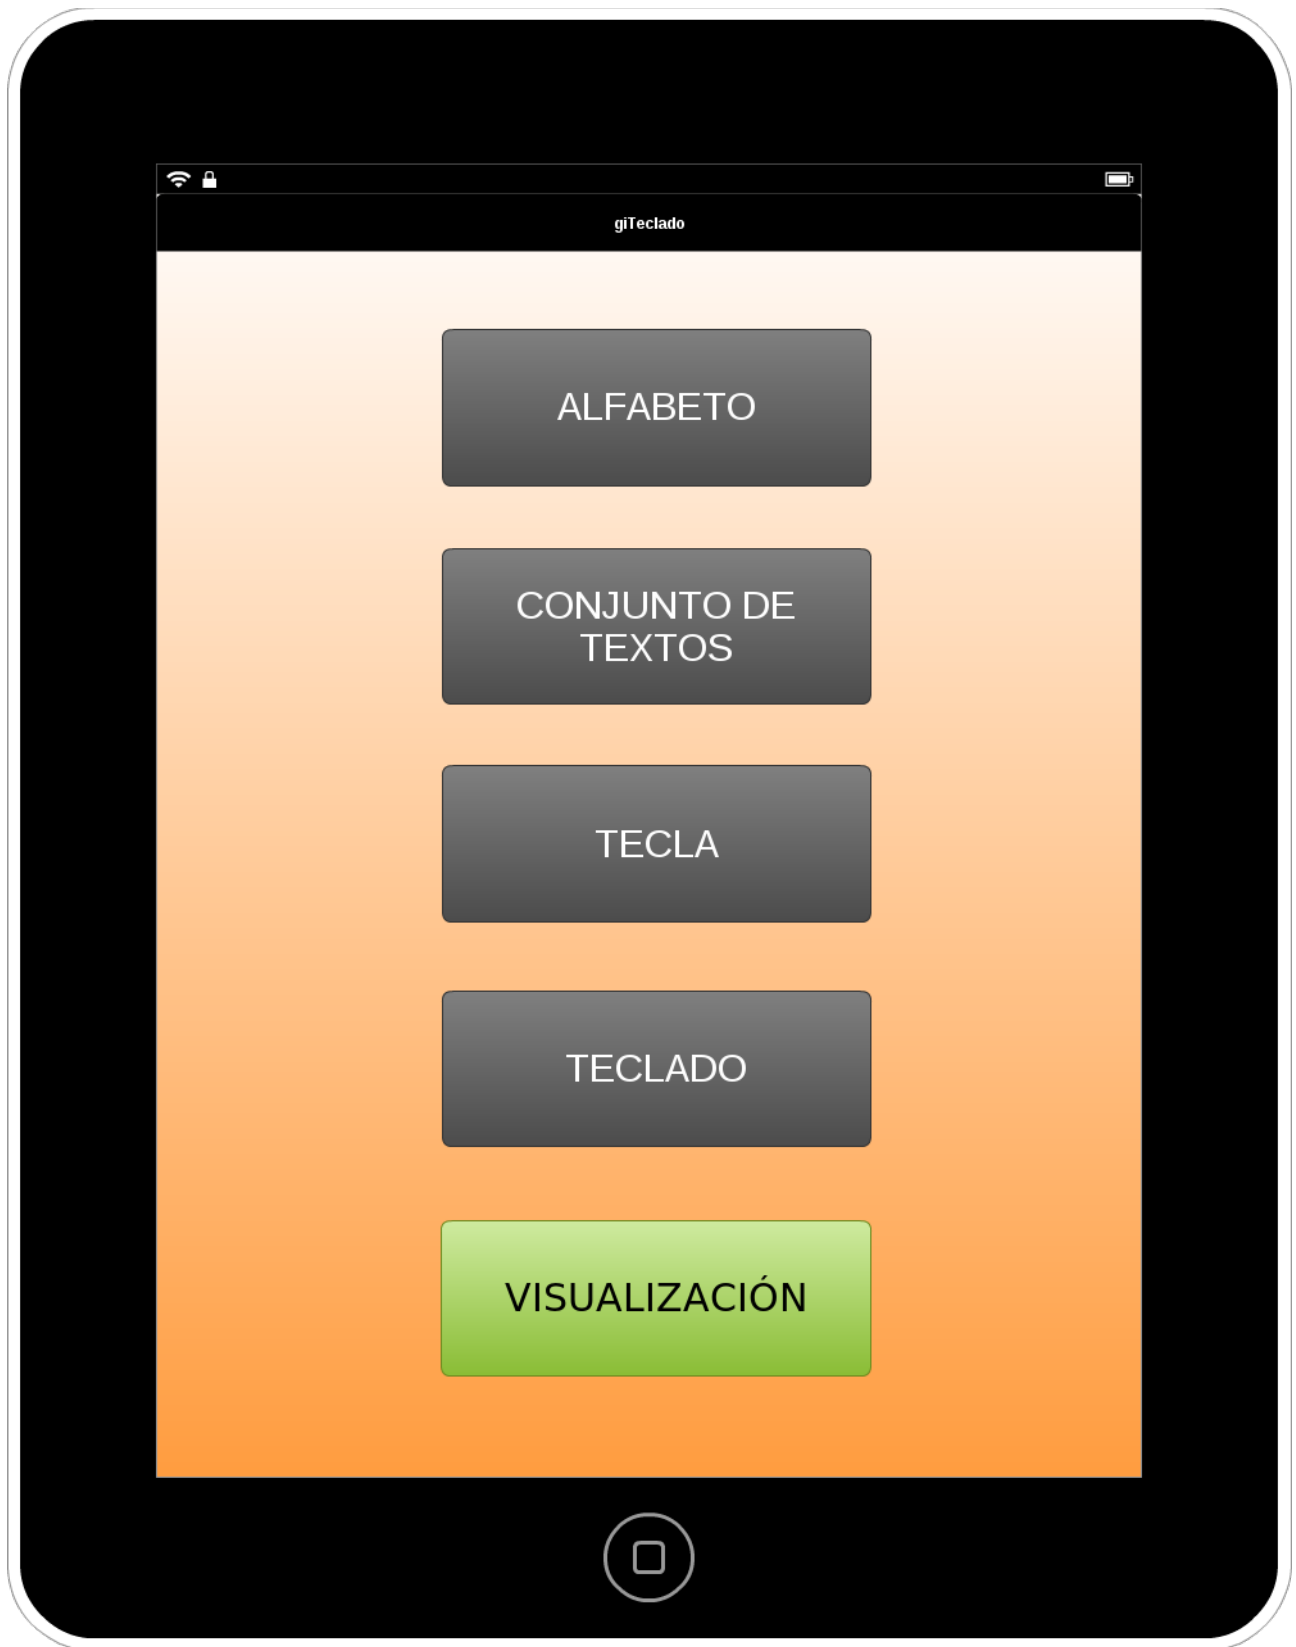 giTeclado
ALFABETO
CONJUNTO DE
TEXTOS
TECLA
TECLADO
VISUALIZACIÓN